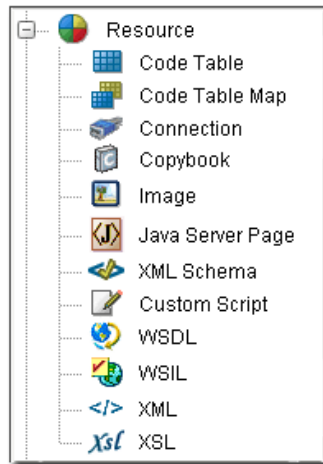 Resource
Code Table
Code Table Map
Connection
Copybook
Image
Java Server Page
XML Schema
Custom Script
WSDL
WSIL
XML
XSL